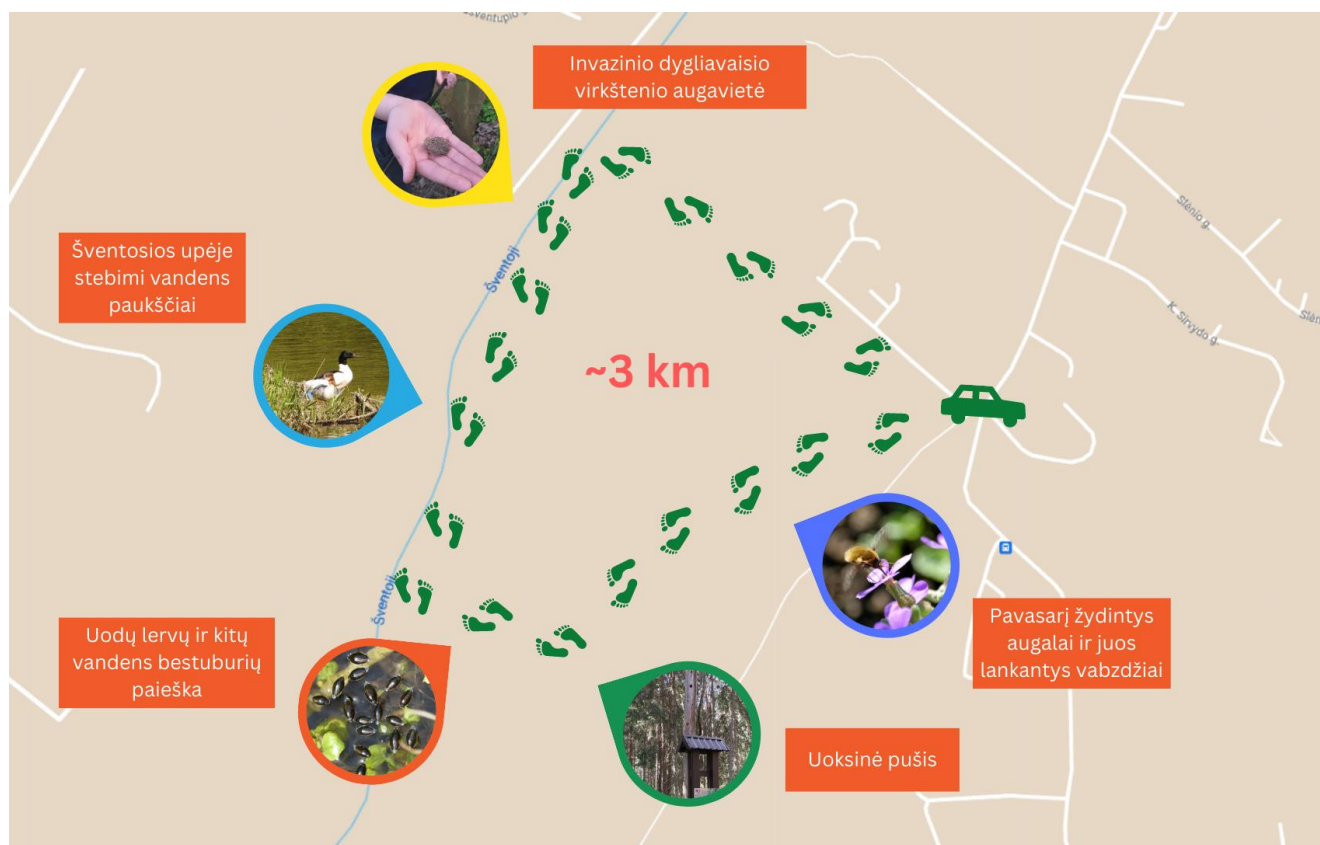 Šventupio g.
Invazinio dygliavaisio
virkštenio augavietė
Slėnio g.
Šventosios upėje
stebimi vandens
paukščiai
Šventoji
K. Sirvydo g.
~3 km
Šventoji
Uodų lervų ir kitų
vandens bestuburių
paieška
Pavasarį žydintys
augalai ir juos
lankantys vabzdžiai
Uoksinė pušis